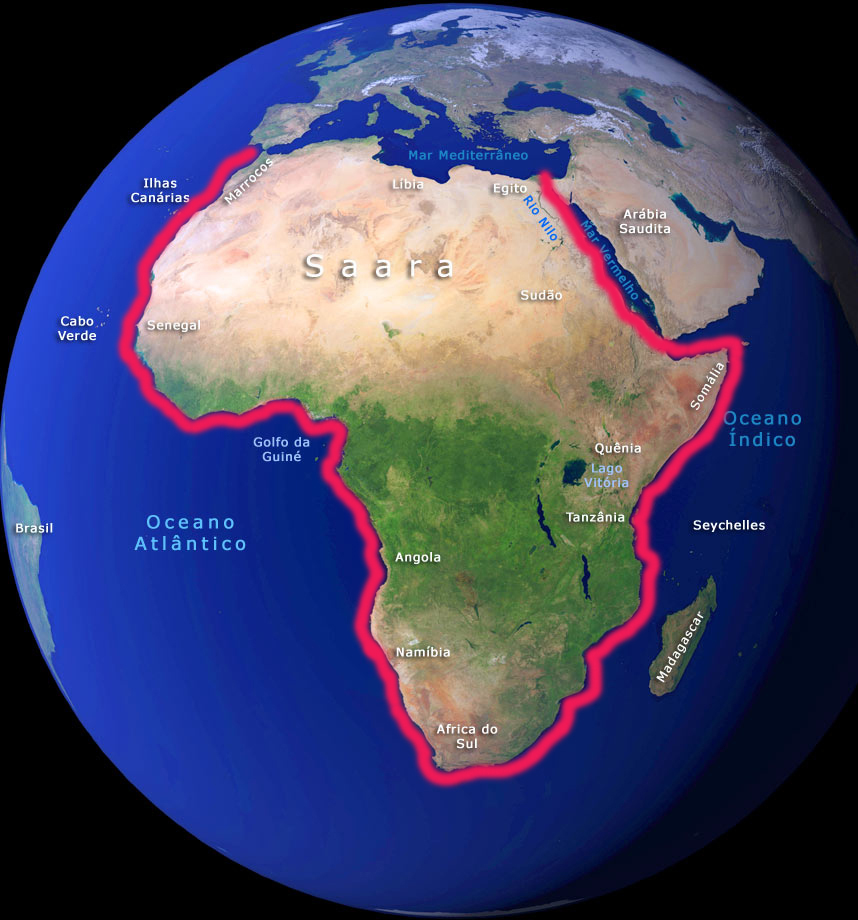 Mar Mediterrâneo
Marrocos
Ilhas
Canárias
Líbia
Egito
Rio Nilo
Arábia
Saudita
Mar Vermelho
Saara
Sudão
Cabo
Verde
Senegal
Somália
Oceano
Índico
Golfo da
Guiné
Quênia
Lago
Vitória
Tanzânia
Seychelles
Brasil
Oceano
Atlântico
Angola
Namíbia
Madagascar
Africa do
Sul